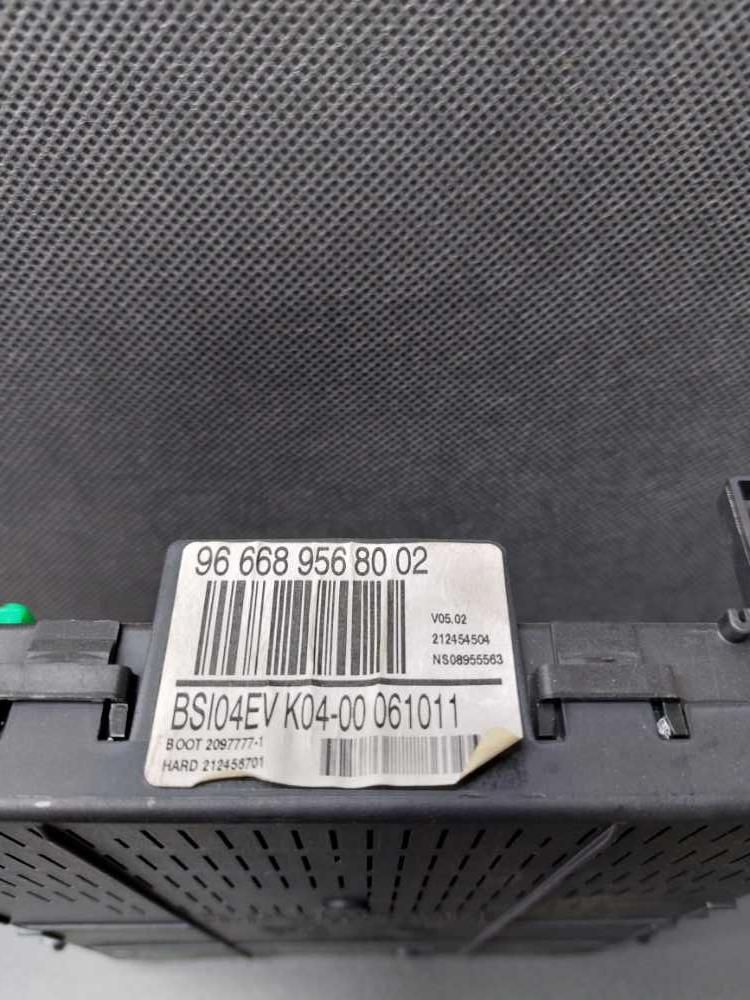 96 668 956 80 02
V05.02
212454504
NS08955563
BSI04EV K04-00 061011
BOOT 2097777-1
HARD 212456701